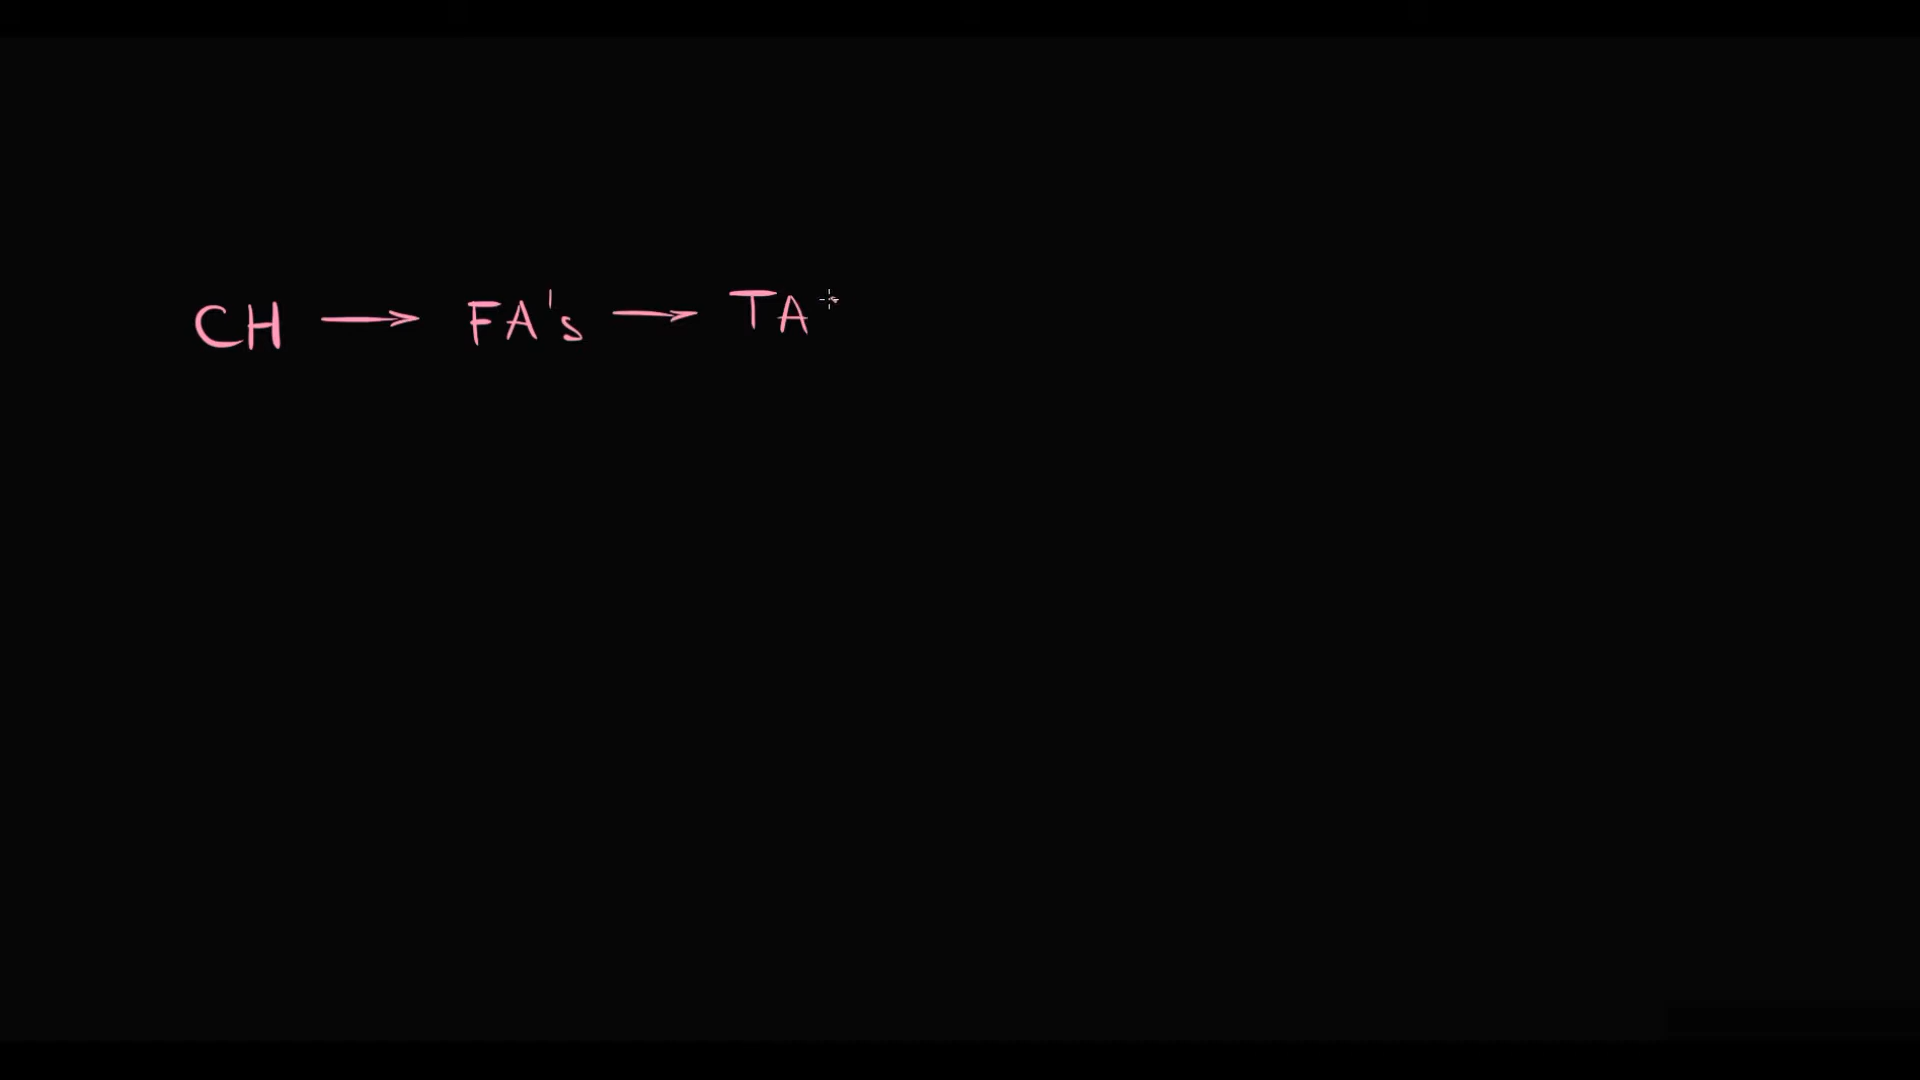 CH → FA's → TA